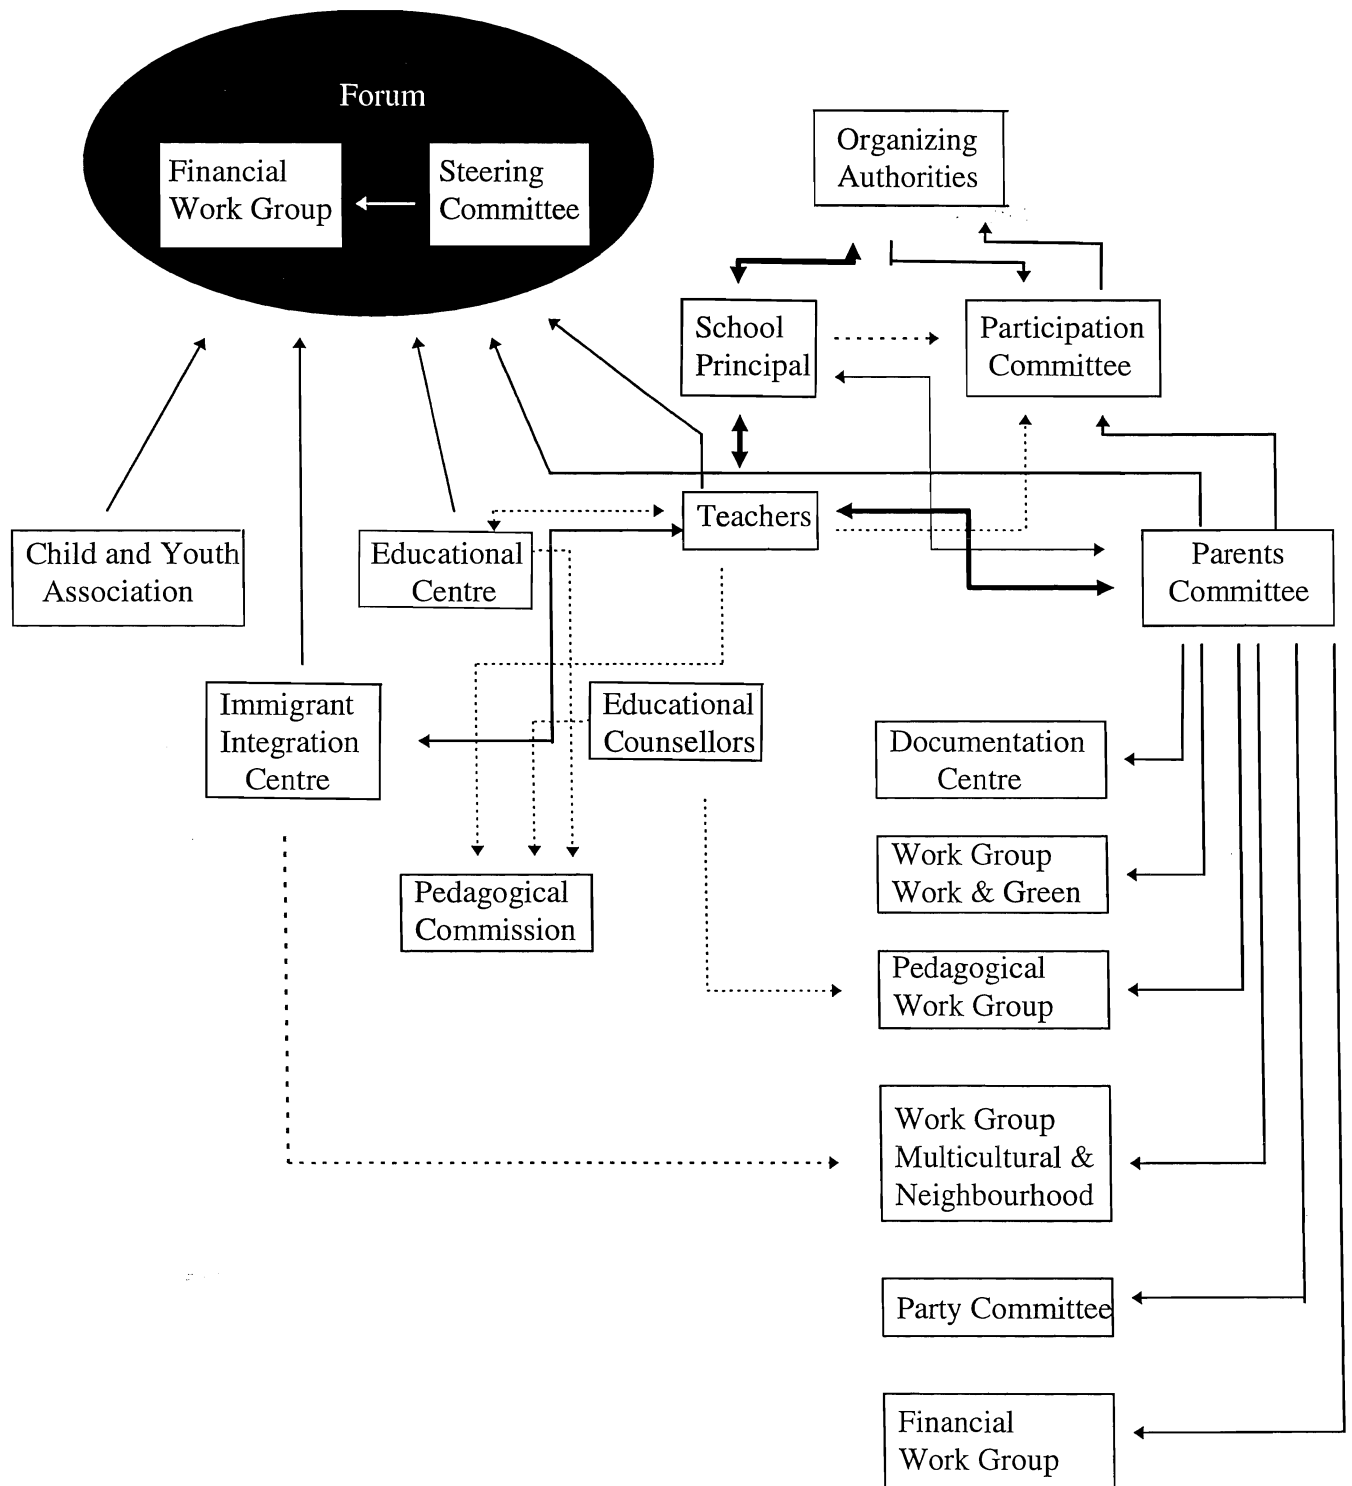 Forum
Financial
Work Group
Steering
Committee
Organizing
Authorities
School
Principal
Participation
Committee
Teachers
Child and Youth
Association
Educational
Centre
Parents
Committee
Immigrant
Integration
Centre
Educational
Counsellors
Documentation
Centre
Work Group
Work & Green
Pedagogical
Commission
Pedagogical
Work Group
Work Group
Multicultural &
Neighbourhood
Party Committee
Financial
Work Group